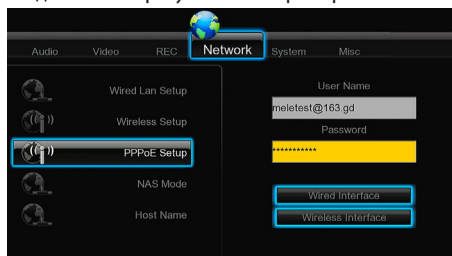 Audio Video REC Network System Misc
Wired Lan Setup
Wireless Setup
PPPoE Setup
NAS Mode
Host Name
User Name
meletest@163.gd
Password
***********
Wired Interface
Wireless Interface